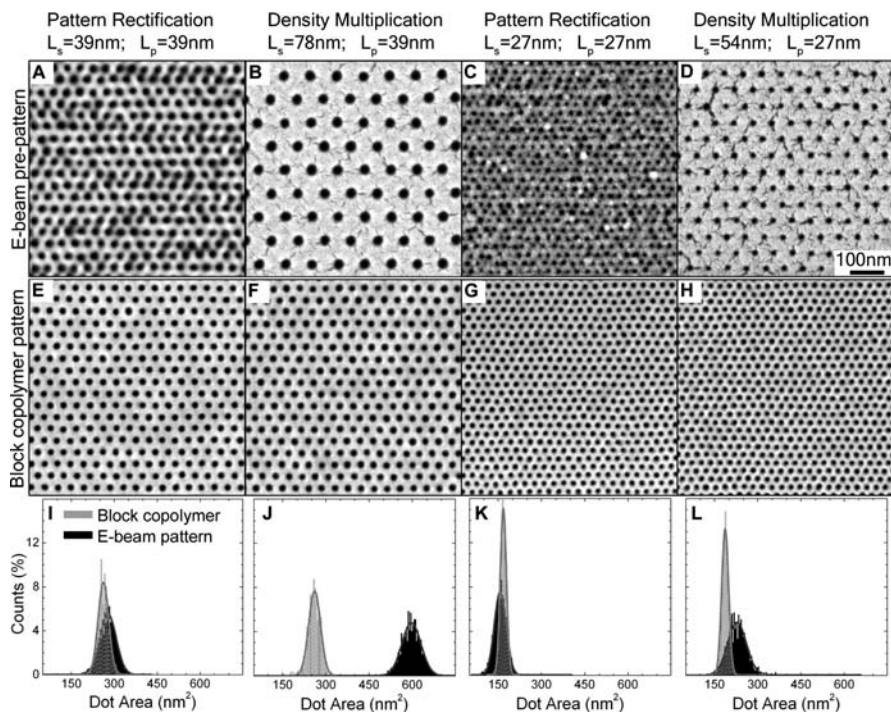 Pattern Rectification Density Multiplication Pattern Rectification Density Multiplication
Ls=39nm; Lp=39nm Ls=78nm; Lp=39nm Ls=27nm; Lp=27nm Ls=54nm; Lp=27nm
E-beam pre-pattern
A B C D
100nm
Block copolymer pattern
E F G H
I J K L
Block copolymer
E-beam pattern
Counts (%)
12
8
4
0
150 300 450 600 150 300 450 600 150 300 450 600 150 300 450 600
Dot Area (nm2) Dot Area (nm2) Dot Area (nm2) Dot Area (nm2)